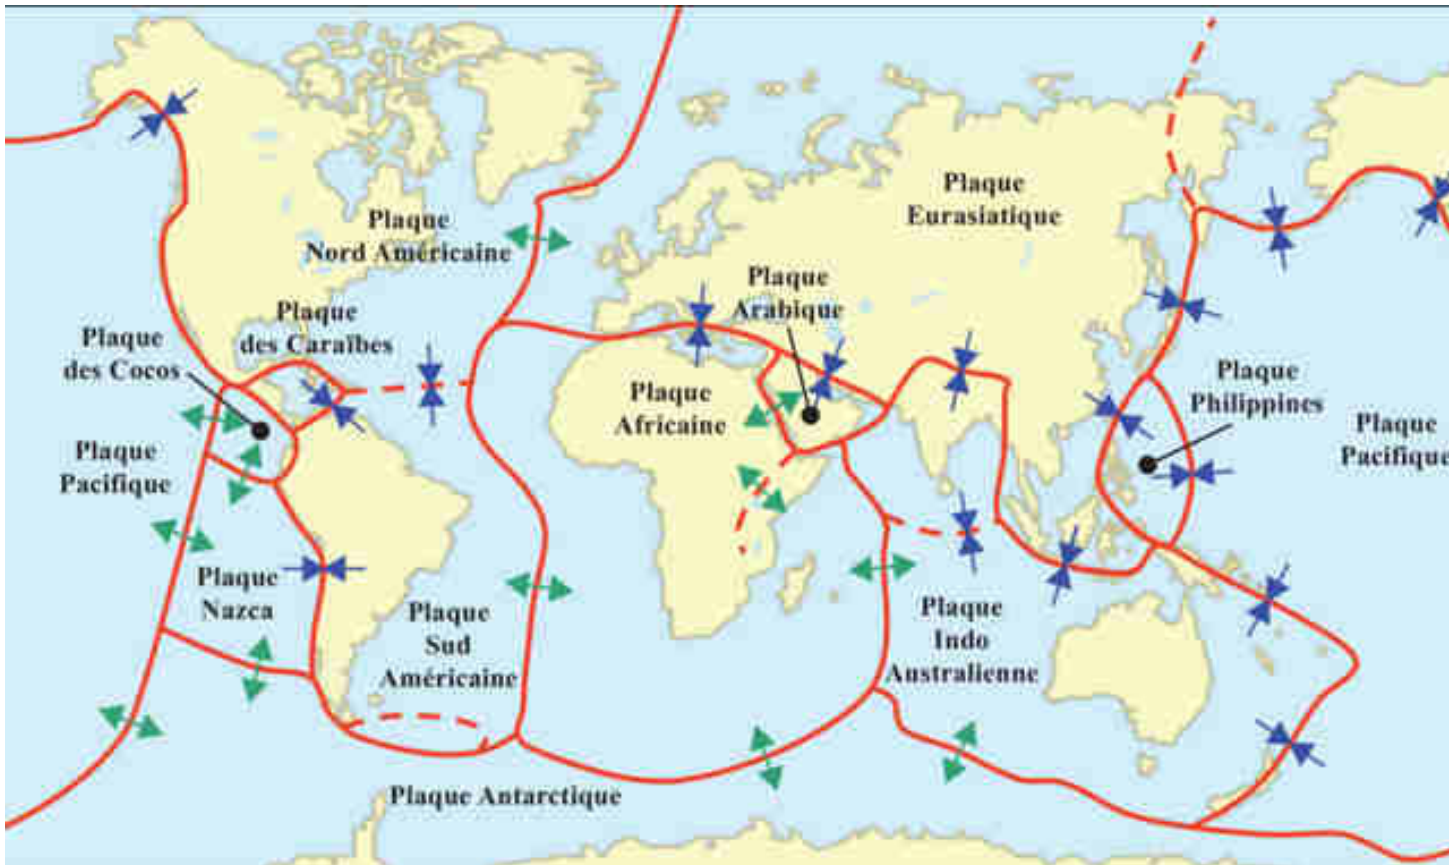 Plaque
Nord Américaine
Plaque
Eurasiatique
Plaque
Arabique
Plaque
des Caraïbes
Plaque
des Cocos
Plaque
Africaine
Plaque
Philippines
Plaque
Pacifique
Plaque
Pacifique
Plaque
Nazca
Plaque
Sud
Américaine
Plaque
Indo
Australienne
Plaque Antarctique